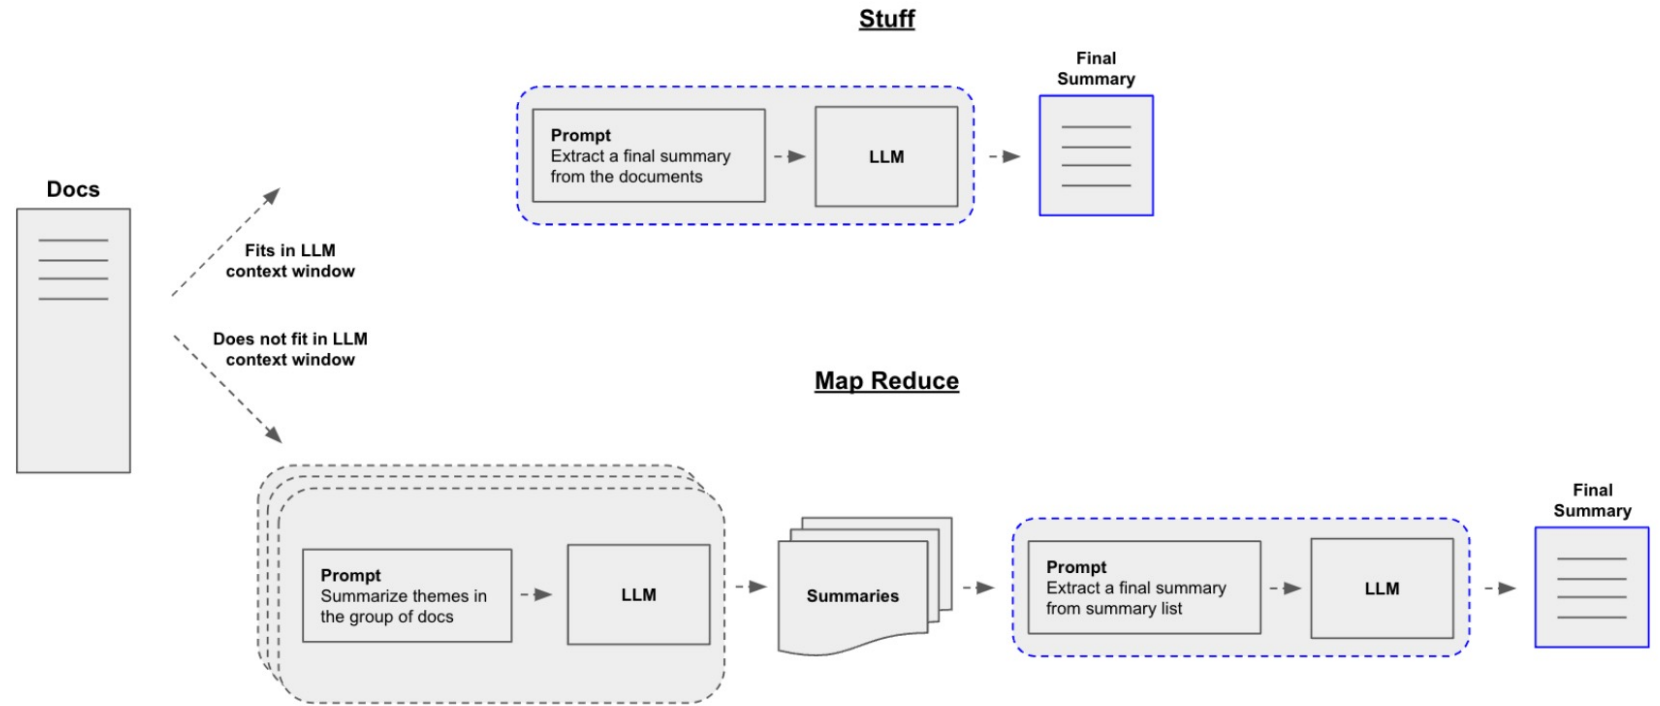 Stuff
Final
Summary
Prompt
Extract a final summary
from the documents
LLM
Docs
Fits in LLM
context window
Does not fit in LLM
context window
Map Reduce
Prompt
Summarize themes in
the group of docs
LLM
Summaries
Prompt
Extract a final summary
from summary list
LLM
Final
Summary